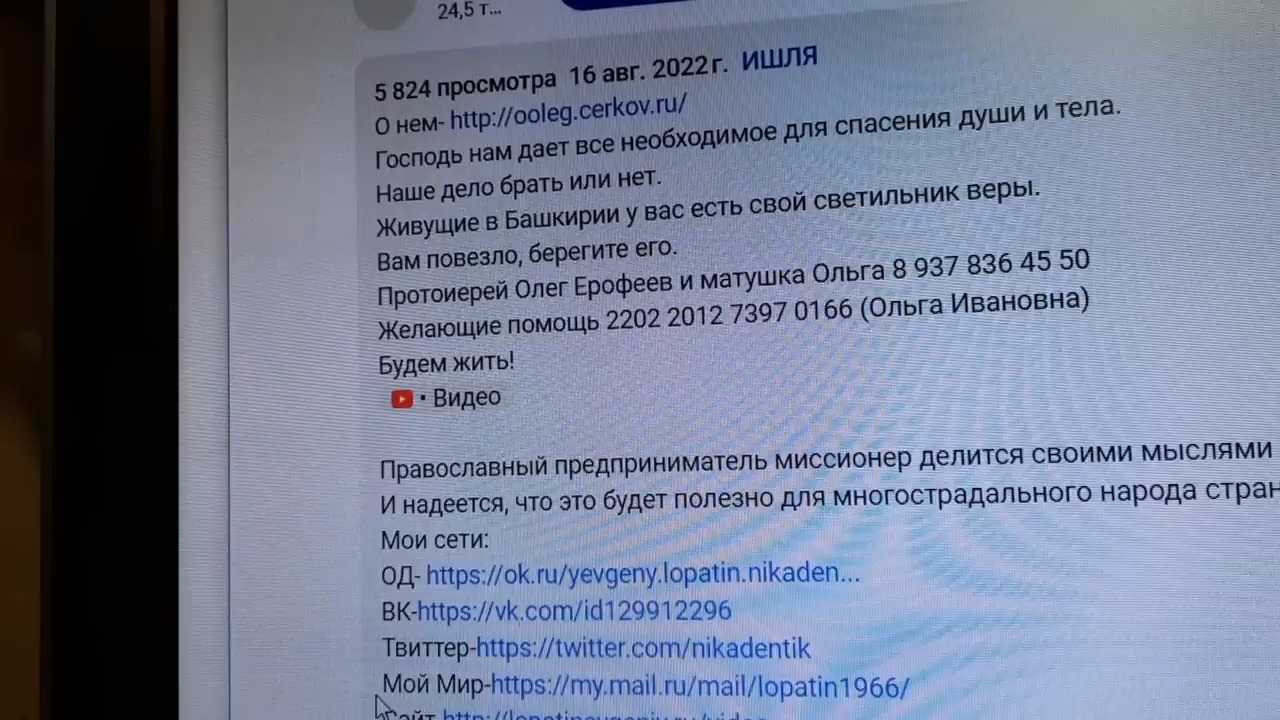 24,5 т...
5 824 просмотра 16 авг. 2022 г. ИШЛЯ
О нем- http://ooleg.cerkov.ru/
Господь нам дает все необходимое для спасения души и тела.
Наше дело брать или нет.
Живущие в Башкирии у вас есть свой светильник веры.
Вам повезло, берегите его.
Протоиерей Олег Ерофеев и матушка Ольга 8 937 836 45 50
Желающие помощь 2202 2012 7397 0166 (Ольга Ивановна)
Будем жить!
• Видео
Православный предприниматель миссионер делится своими мыслями
И надеется, что это будет полезно для многострадального народа стран
Мои сети:
ОД- https://ok.ru/yevgeny.lopatin.nikaden...
ВК-https://vk.com/id129912296
Твиттер-https://twitter.com/nikadentik
Мой Мир-https://my.mail.ru/mail/lopatin1966/